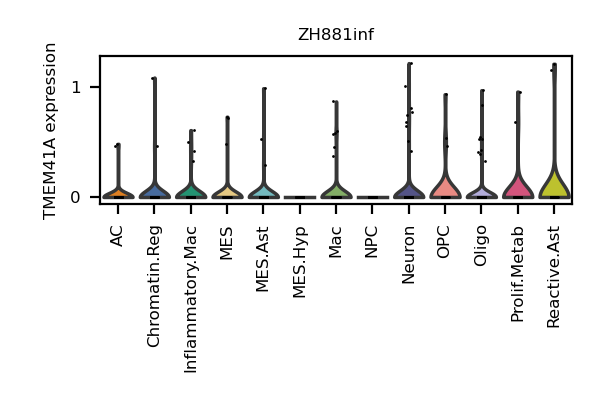 ZH881inf
TMEM41A expression
1
0
AC
Chromatin.Reg
Inflammatory.Mac
MES
MES.Ast
MES.Hyp
Mac
NPC
Neuron
OPC
Oligo
Prolif.Metab
Reactive.Ast